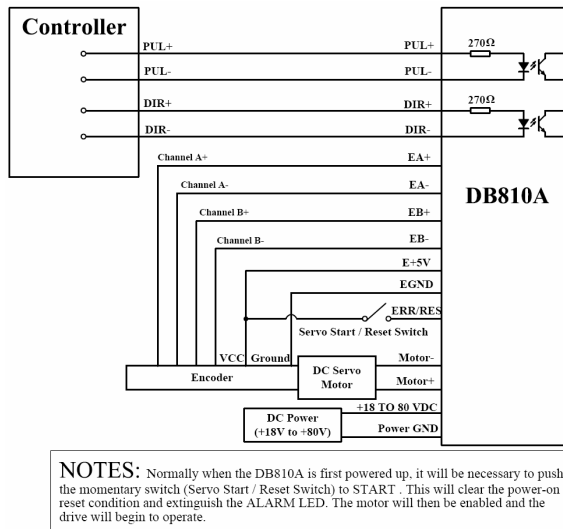 Controller
PUL+ PUL+ 270Ω
PUL- PUL-
DIR+ DIR+ 270Ω
DIR- DIR-
Channel A+ EA+
Channel A- EA-
DB810A
Channel B+ EB+
Channel B- EB-
E+5V
EGND
ERR/RES
Servo Start / Reset Switch
VCC Ground
Encoder
DC Servo
Motor
Motor-
Motor+
DC Power
(+18V to +80V)
+18 TO 80 VDC
Power GND
NOTES: Normally when the DB810A is first powered up, it will be necessary to push
the momentary switch (Servo Start / Reset Switch) to START . This will clear the power-on
reset condition and extinguish the ALARM LED. The motor will then be enabled and the
drive will begin to operate.